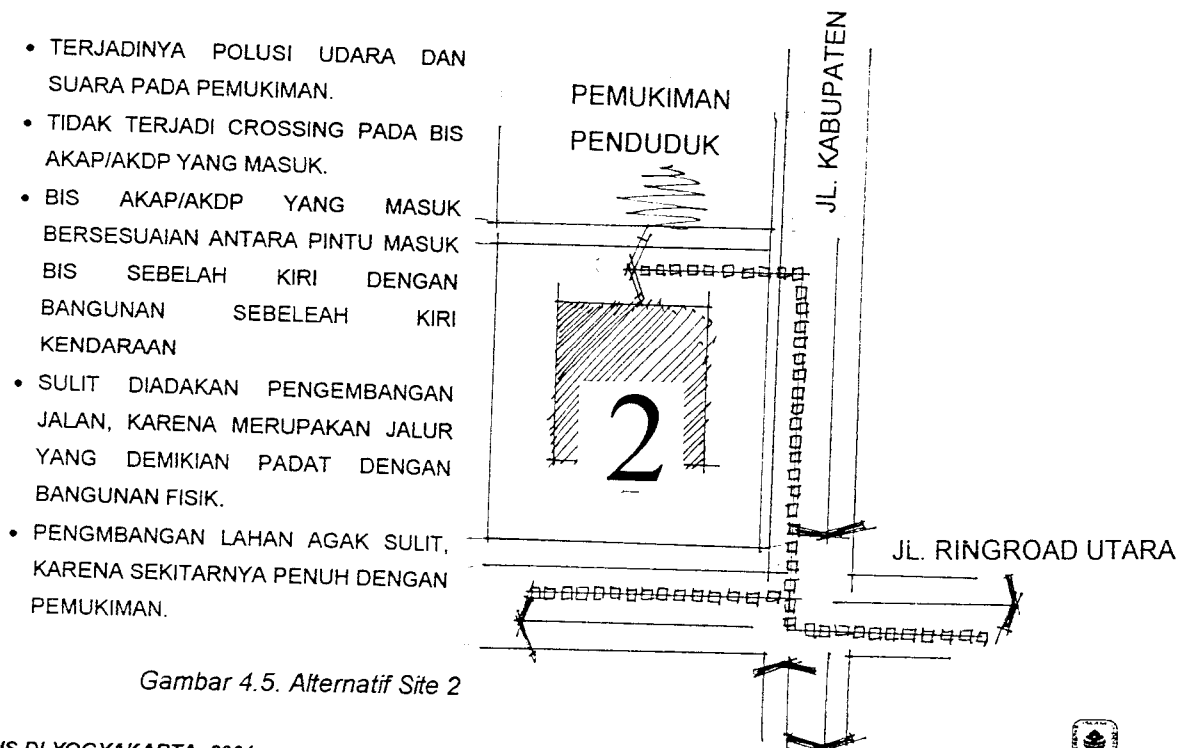 • TERJADINYA POLUSI UDARA DAN
SUARA PADA PEMUKIMAN.
• TIDAK TERJADI CROSSING PADA BIS
AKAP/AKDP YANG MASUK.
• BIS AKAP/AKDP YANG MASUK
BERSESUAIAN ANTARA PINTU MASUK
BIS SEBELAH KIRI DENGAN
BANGUNAN SEBELEAH KIRI
KENDARAAN
• SULIT DIADAKAN PENGEMBANGAN
JALAN, KARENA MERUPAKAN JALUR
YANG DEMIKIAN PADAT DENGAN
BANGUNAN FISIK.
• PENGMBANGAN LAHAN AGAK SULIT,
KARENA SEKITARNYA PENUH DENGAN
PEMUKIMAN.
PEMUKIMAN
PENDUDUK
JL. KABUPATEN
2
JL. RINGROAD UTARA
Gambar 4.5. Alternatif Site 2
DI YOGYAKARTA